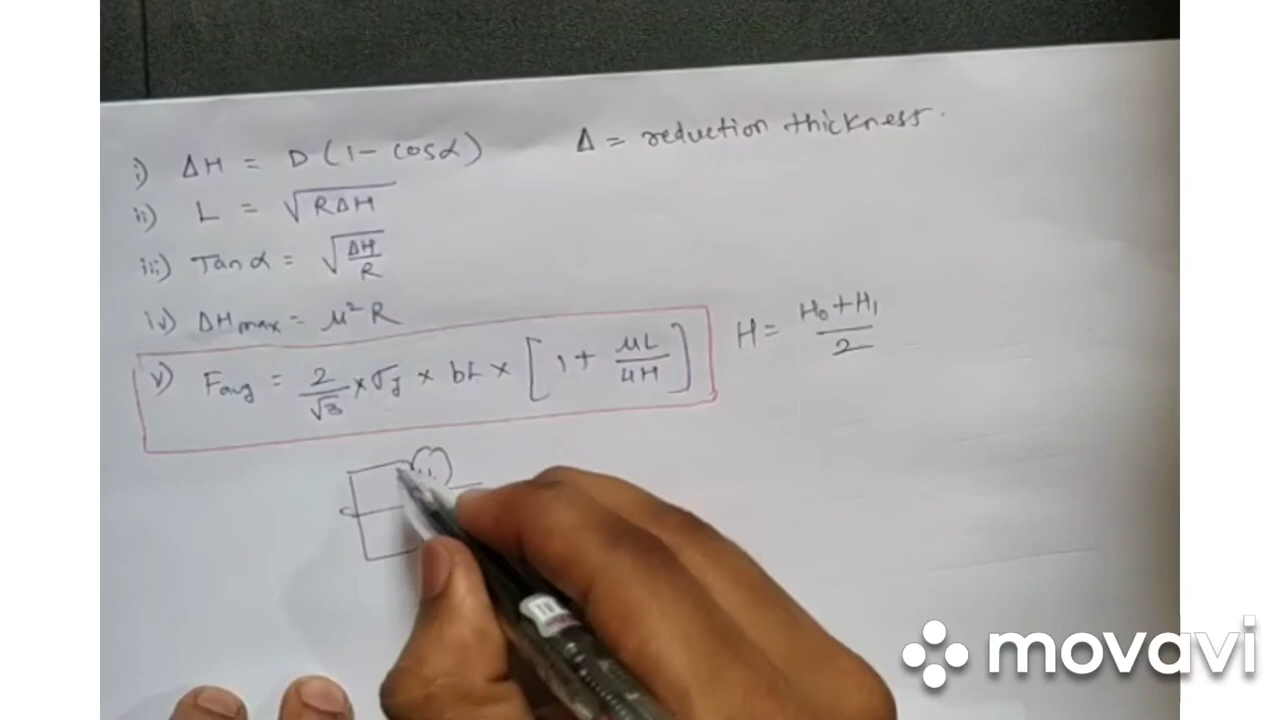 i) ΔH = D (1 - cosα)    Δ = reduction thickness.
ii) L = √RΔH
iii) Tan α = √(ΔH/R)
iv) ΔHmax = μ² R
v) Favg = 2/√3 × σy × bL × [1 + μL/4H]    H = (H₀ + H₁)/2
movavi